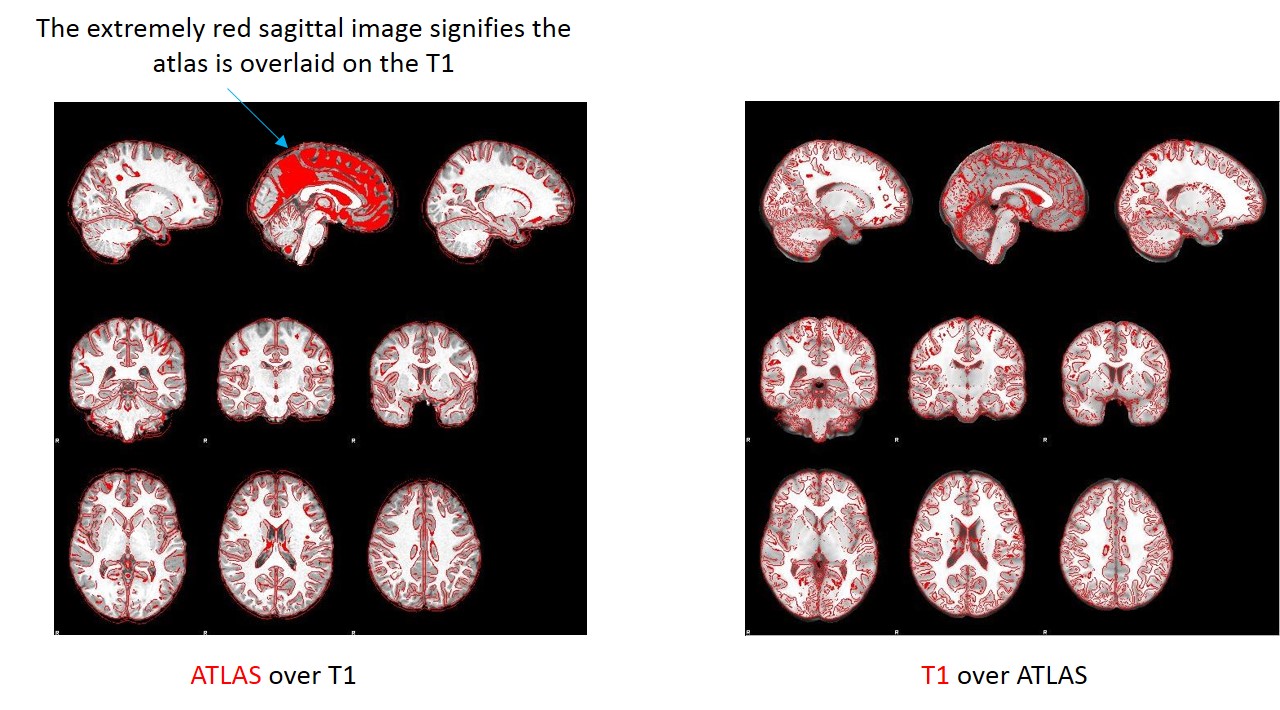 The extremely red sagittal image signifies the
atlas is overlaid on the T1
R
R
R
R
R
R
R
R
R
R
R
R
ATLAS over T1
T1 over ATLAS